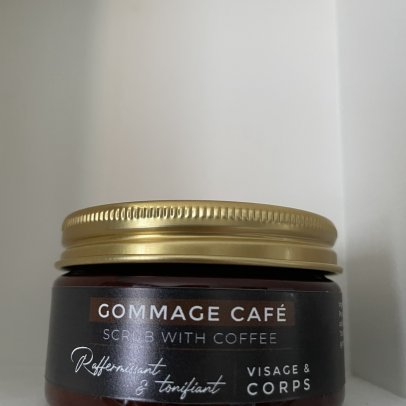 GOMMAGE CAFÉ
SCRUB WITH COFFEE
Raffermissant
& tonifiant
VISAGE &
CORPS